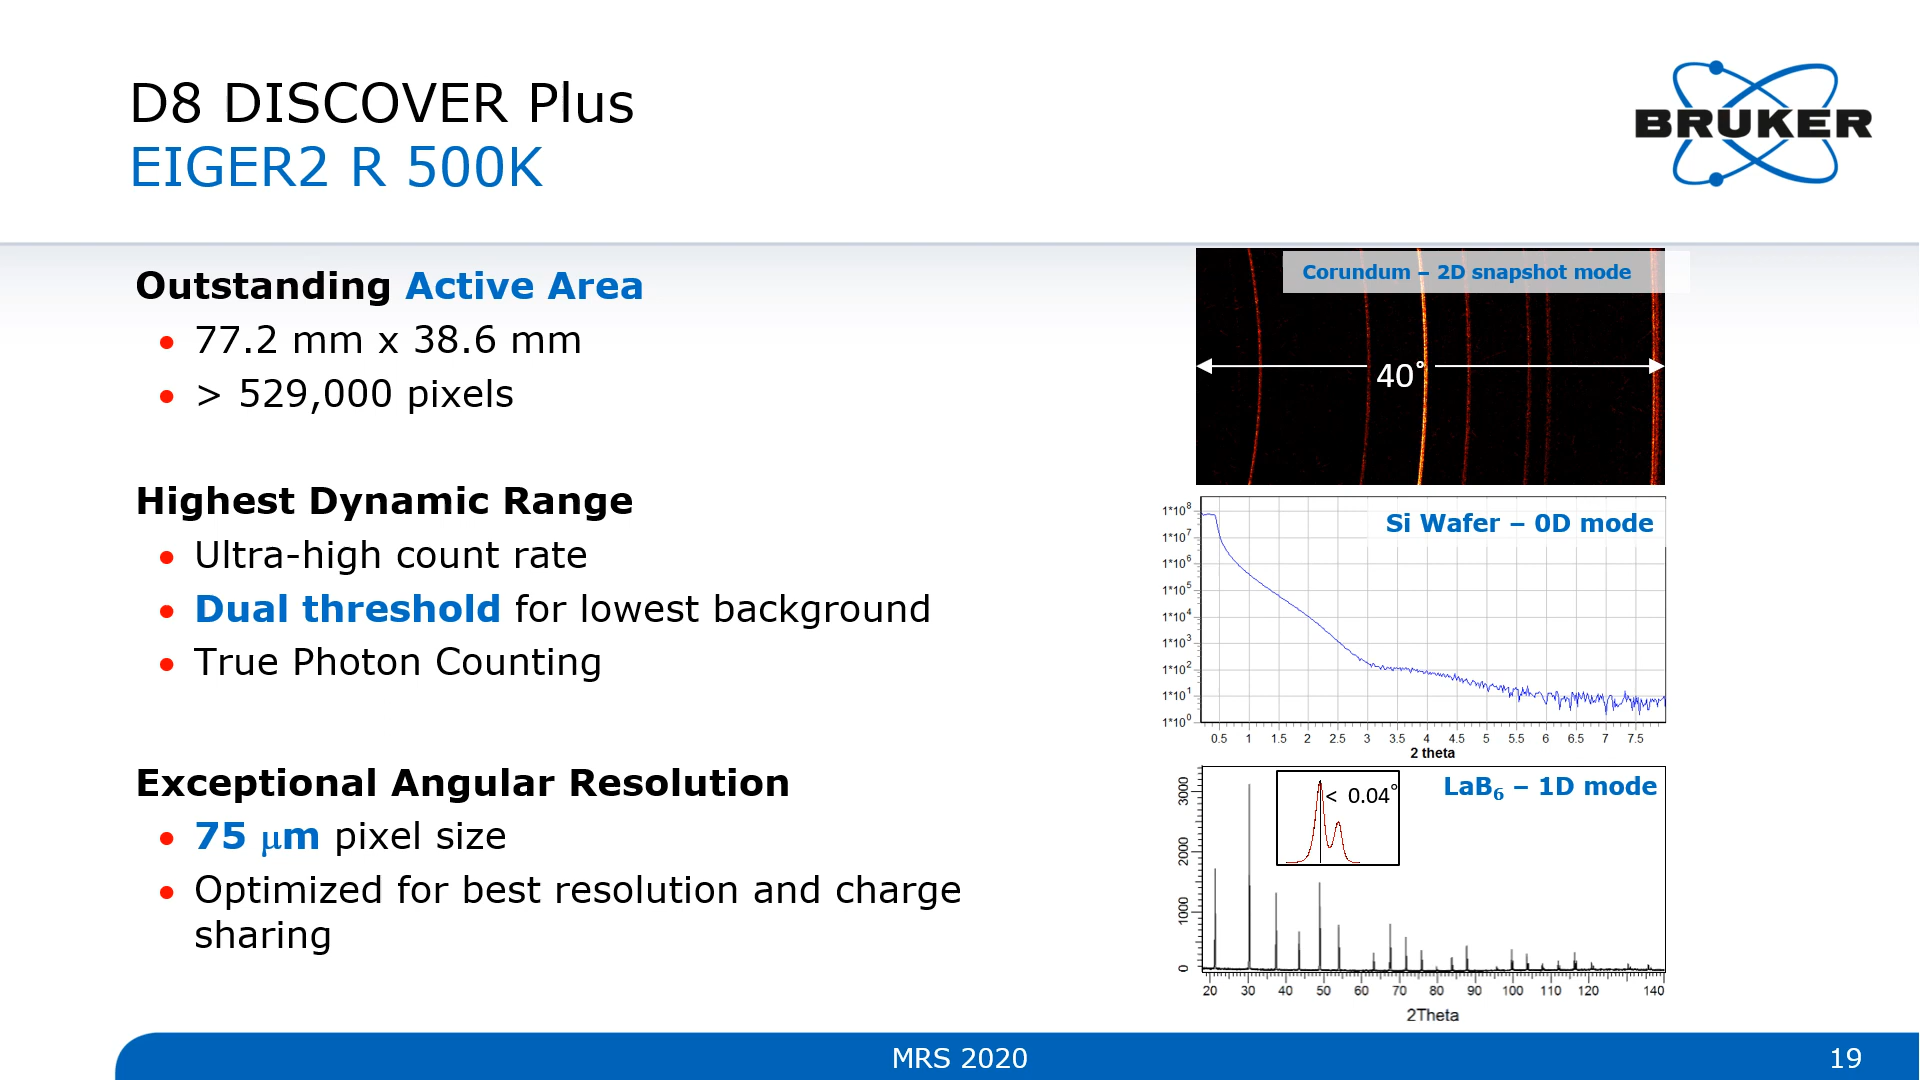 D8 DISCOVER Plus
EIGER2 R 500K
BRUKER
Outstanding Active Area
• 77.2 mm x 38.6 mm
• > 529,000 pixels
Highest Dynamic Range
• Ultra-high count rate
• Dual threshold for lowest background
• True Photon Counting
Exceptional Angular Resolution
• 75 μm pixel size
• Optimized for best resolution and charge
sharing
Corundum – 2D snapshot mode
40°
Si Wafer – 0D mode
1*10⁸
1*10⁷
1*10⁶
1*10⁵
1*10⁴
1*10³
1*10²
1*10¹
1*10⁰
0.5 1 1.5 2 2.5 3 3.5 4 4.5 5 5.5 6 6.5 7 7.5
2 theta
LaB₆ – 1D mode
< 0.04°
3000
2000
1000
0
20 30 40 50 60 70 80 90 100 110 120 140
2Theta
MRS 2020
19